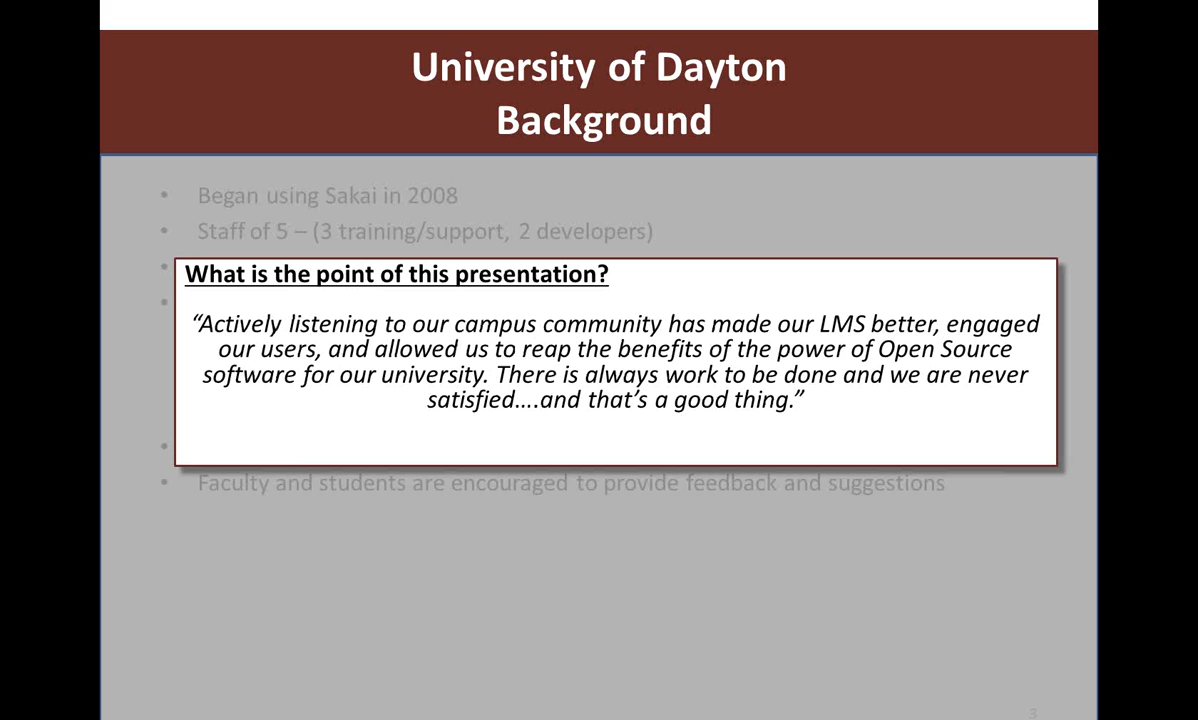 University of Dayton
Background
• Began using Sakai in 2008
• Staff of 5 – (3 training/support, 2 developers)
•
•
What is the point of this presentation?
“Actively listening to our campus community has made our LMS better, engaged
our users, and allowed us to reap the benefits of the power of Open Source
software for our university. There is always work to be done and we are never
satisfied….and that’s a good thing.”
•
• Faculty and students are encouraged to provide feedback and suggestions
3